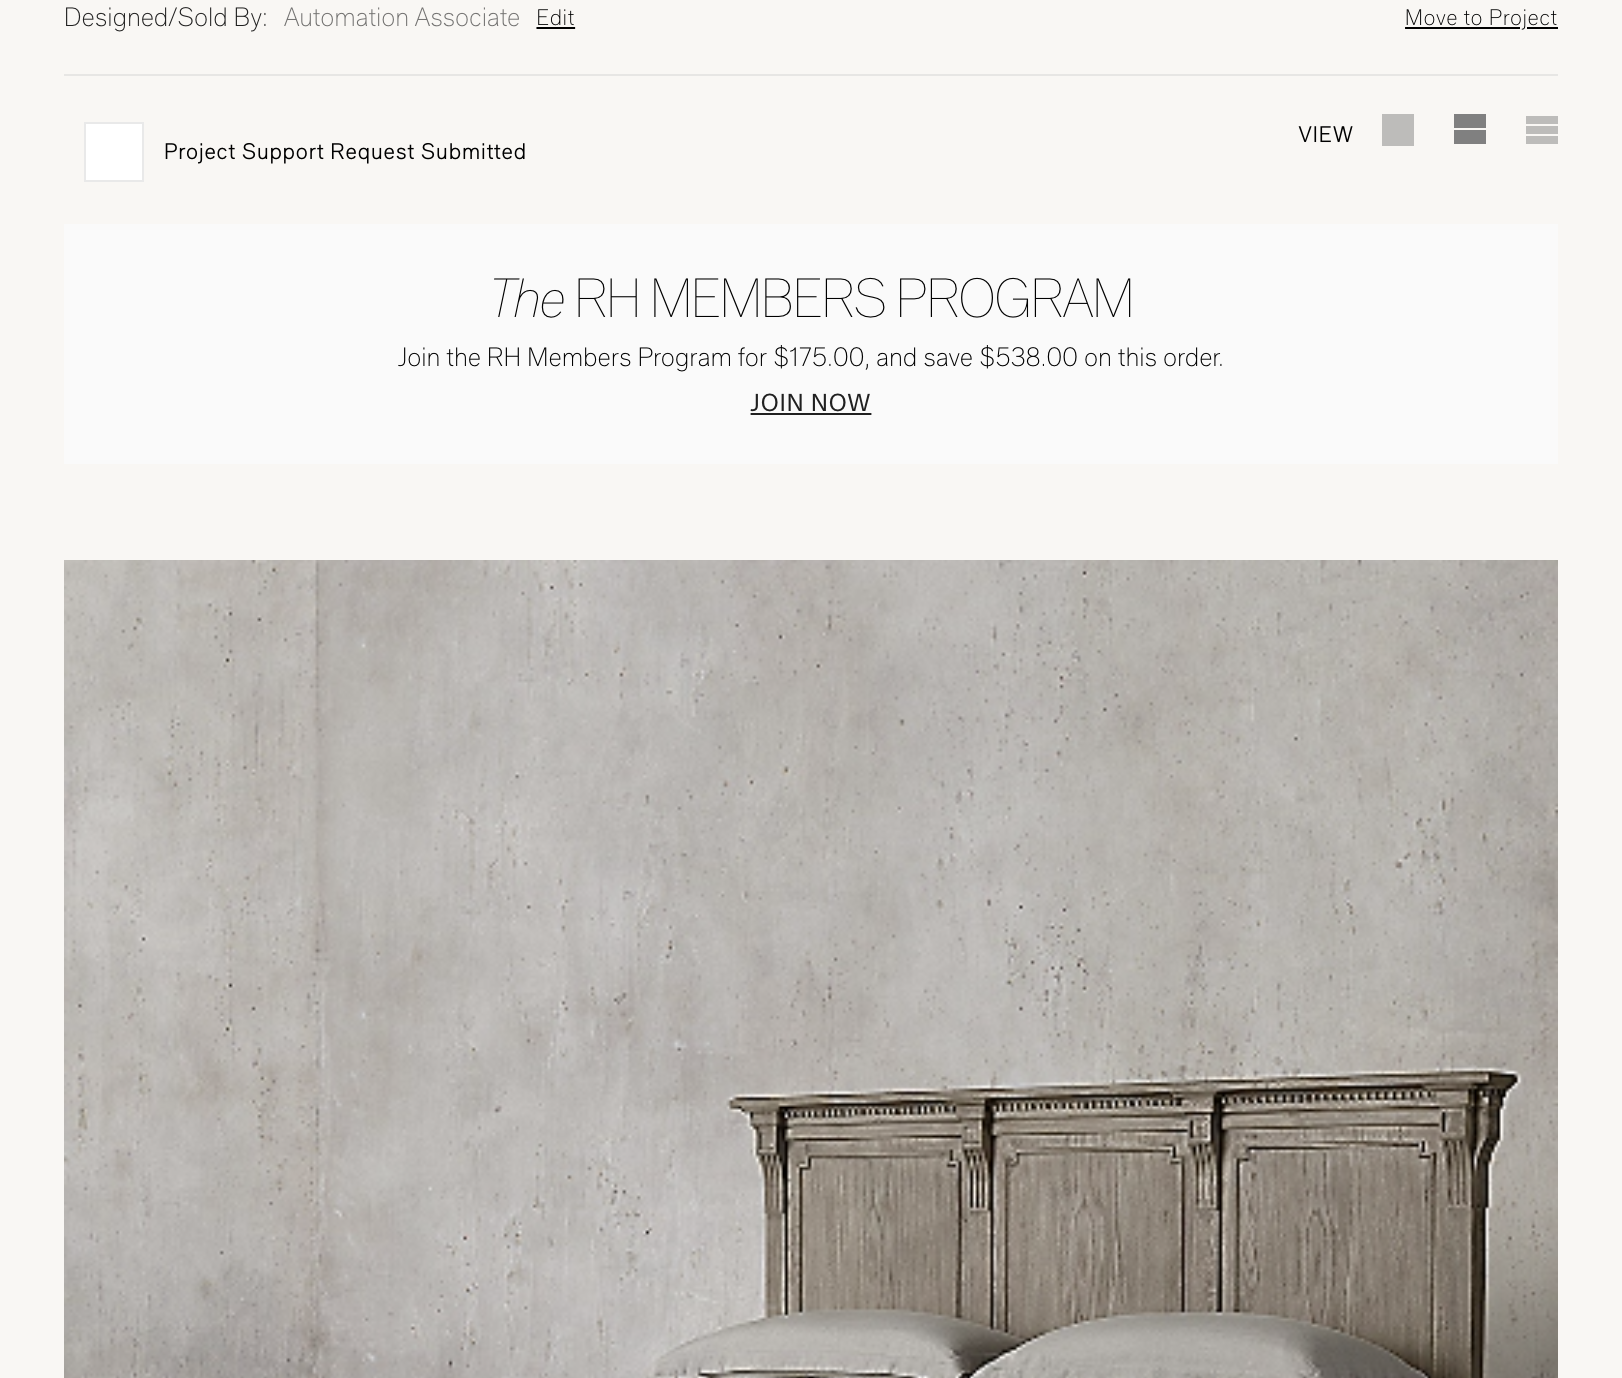 Designed/Sold By: Automation Associate Edit
Move to Project
Project Support Request Submitted
VIEW
The RH MEMBERS PROGRAM
Join the RH Members Program for $175.00, and save $538.00 on this order.
JOIN NOW